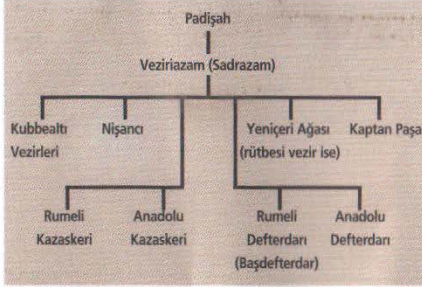 Padişah
Veziriazam (Sadrazam)
Kubbealtı
Vezirleri
Nişancı
Yeniçeri Ağası
(rütbesi vezir ise)
Kaptan Paşa
Rumeli
Kazaskeri
Anadolu
Kazaskeri
Rumeli
Defterdarı
(Başdefterdar)
Anadolu
Defterdarı